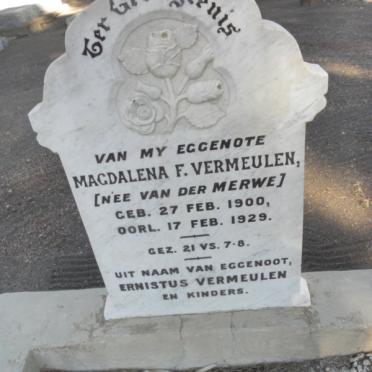 Ter Gedachtenis
VAN MY EGGENOTE
MAGDALENA F. VERMEULEN,
[NEE VAN DER MERWE]
GEB. 27 FEB. 1900,
OORL. 17 FEB. 1929.
GEZ. 21 VS. 7-8.
UIT NAAM VAN EGGENOOT,
ERNISTUS VERMEULEN
EN KINDERS.